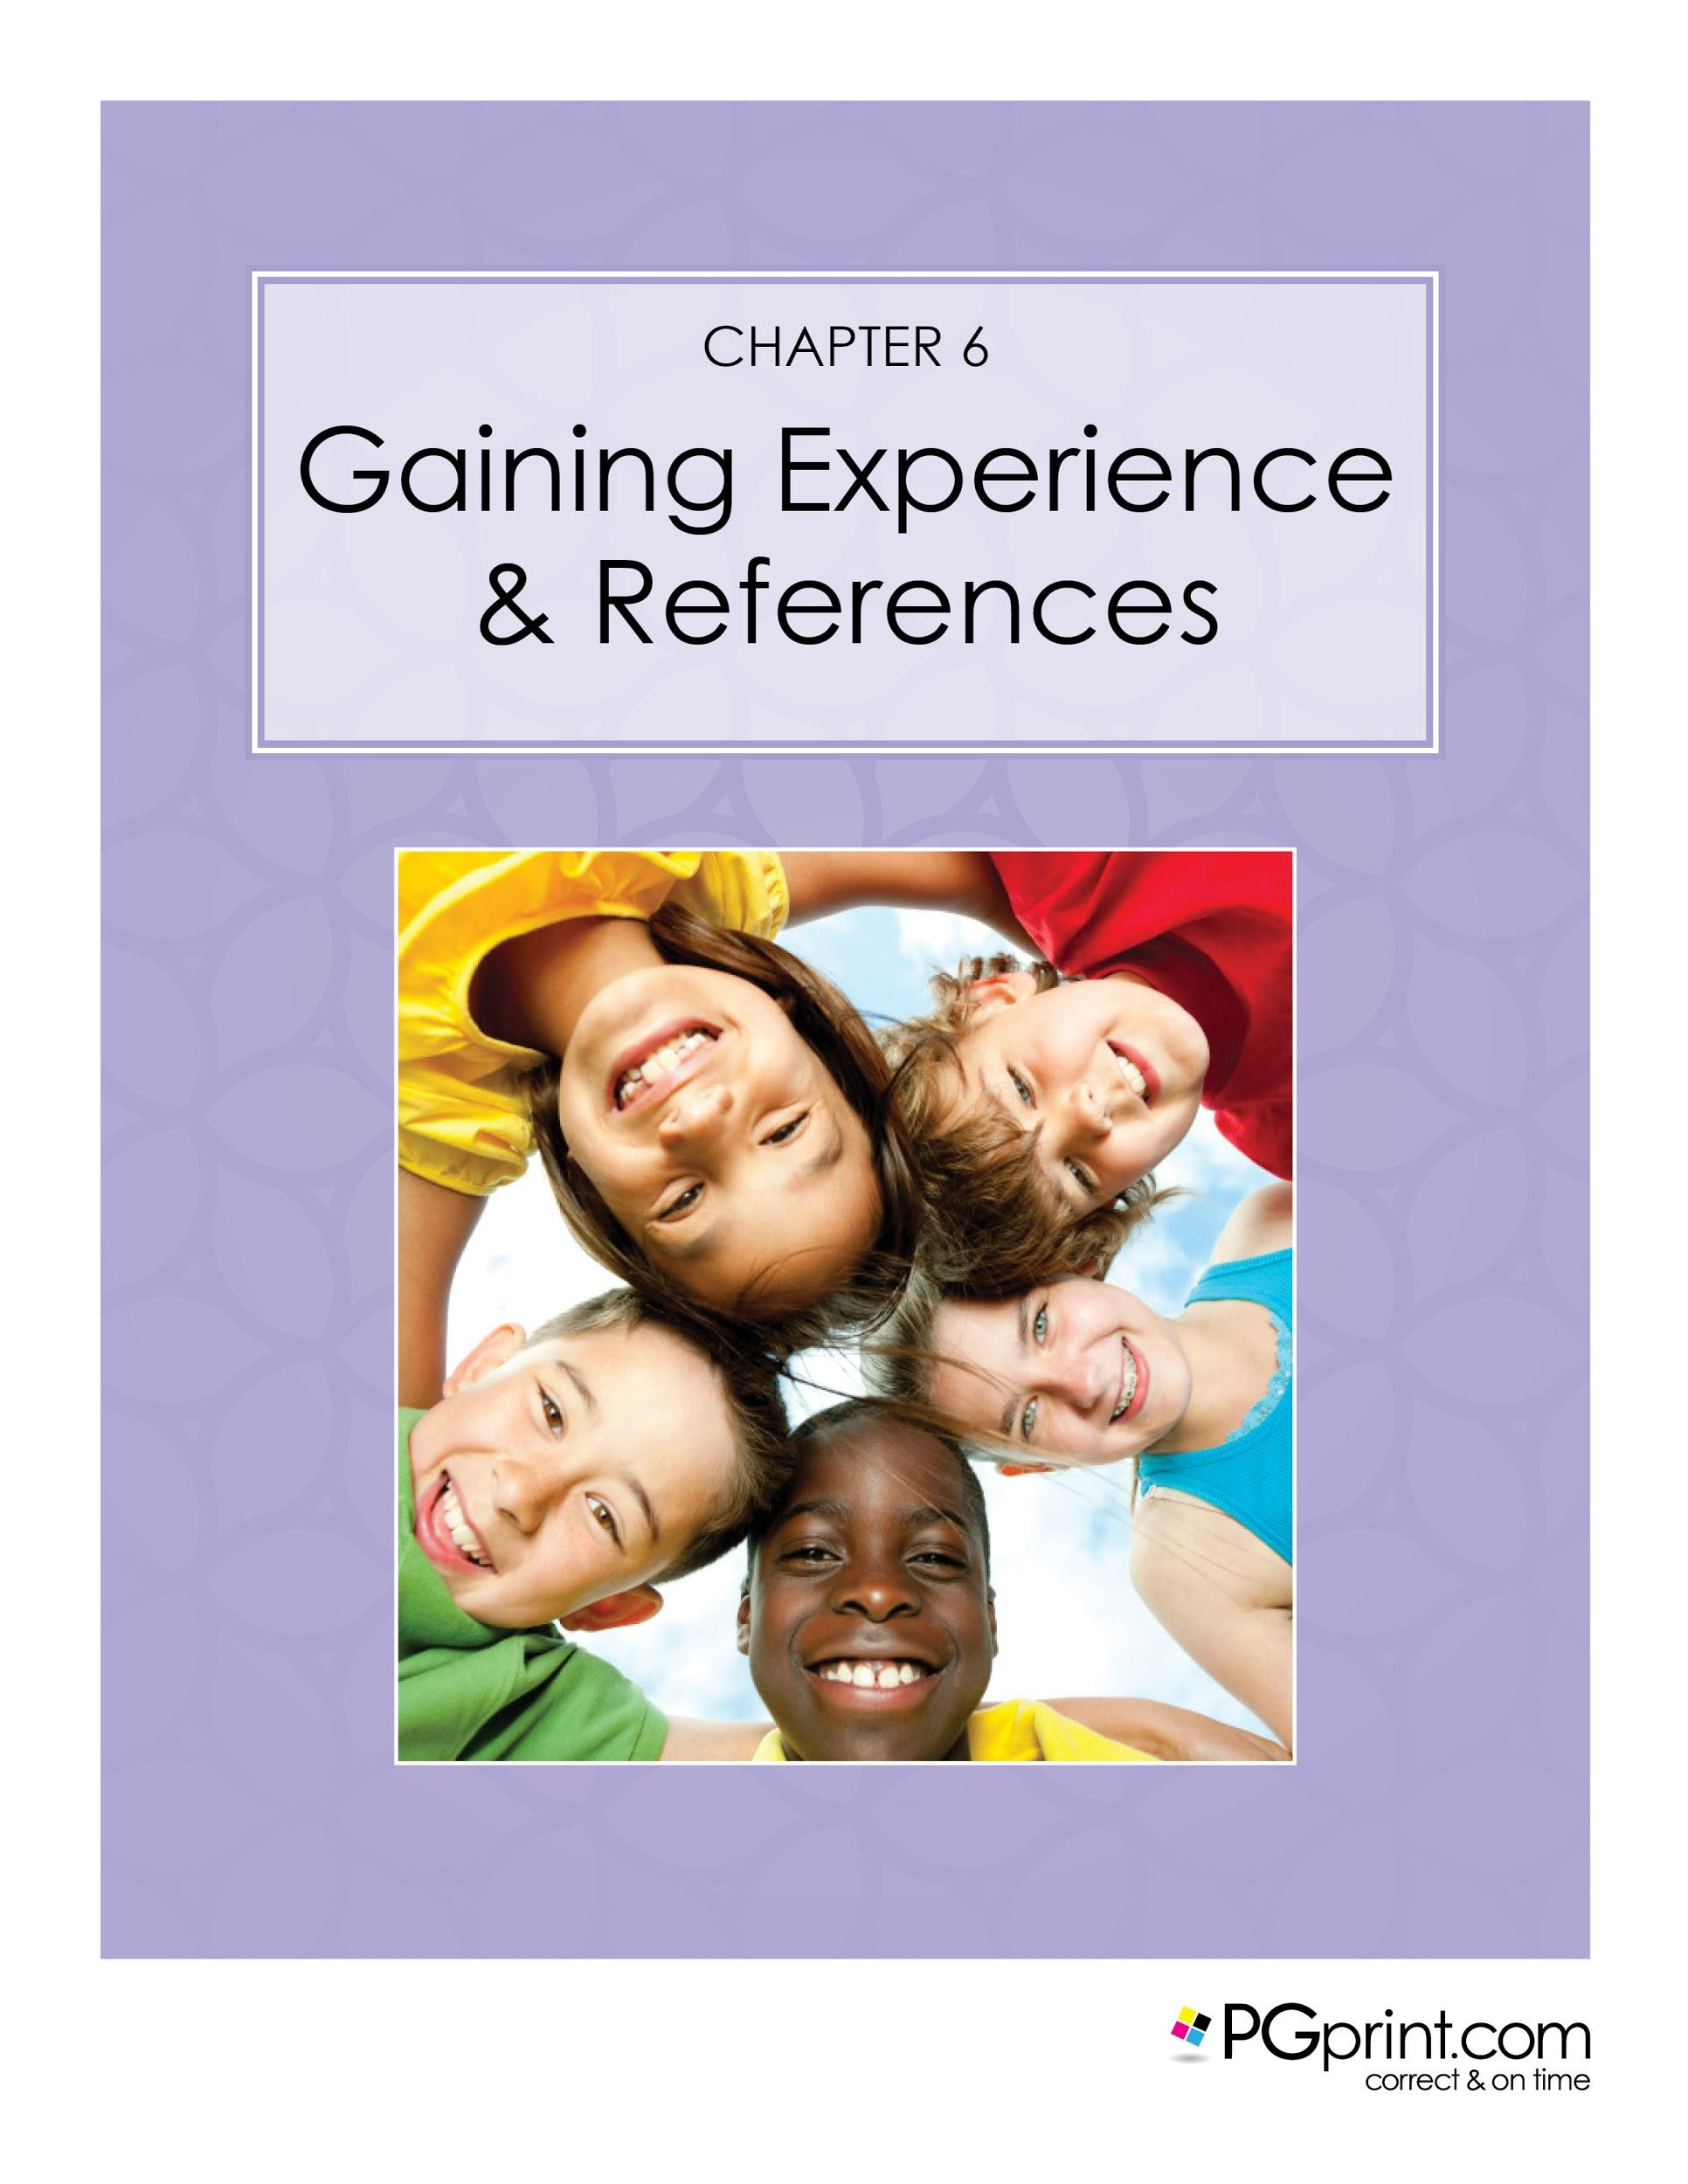 CHAPTER 6
Gaining Experience
& References
PGprint.com
correct & on time